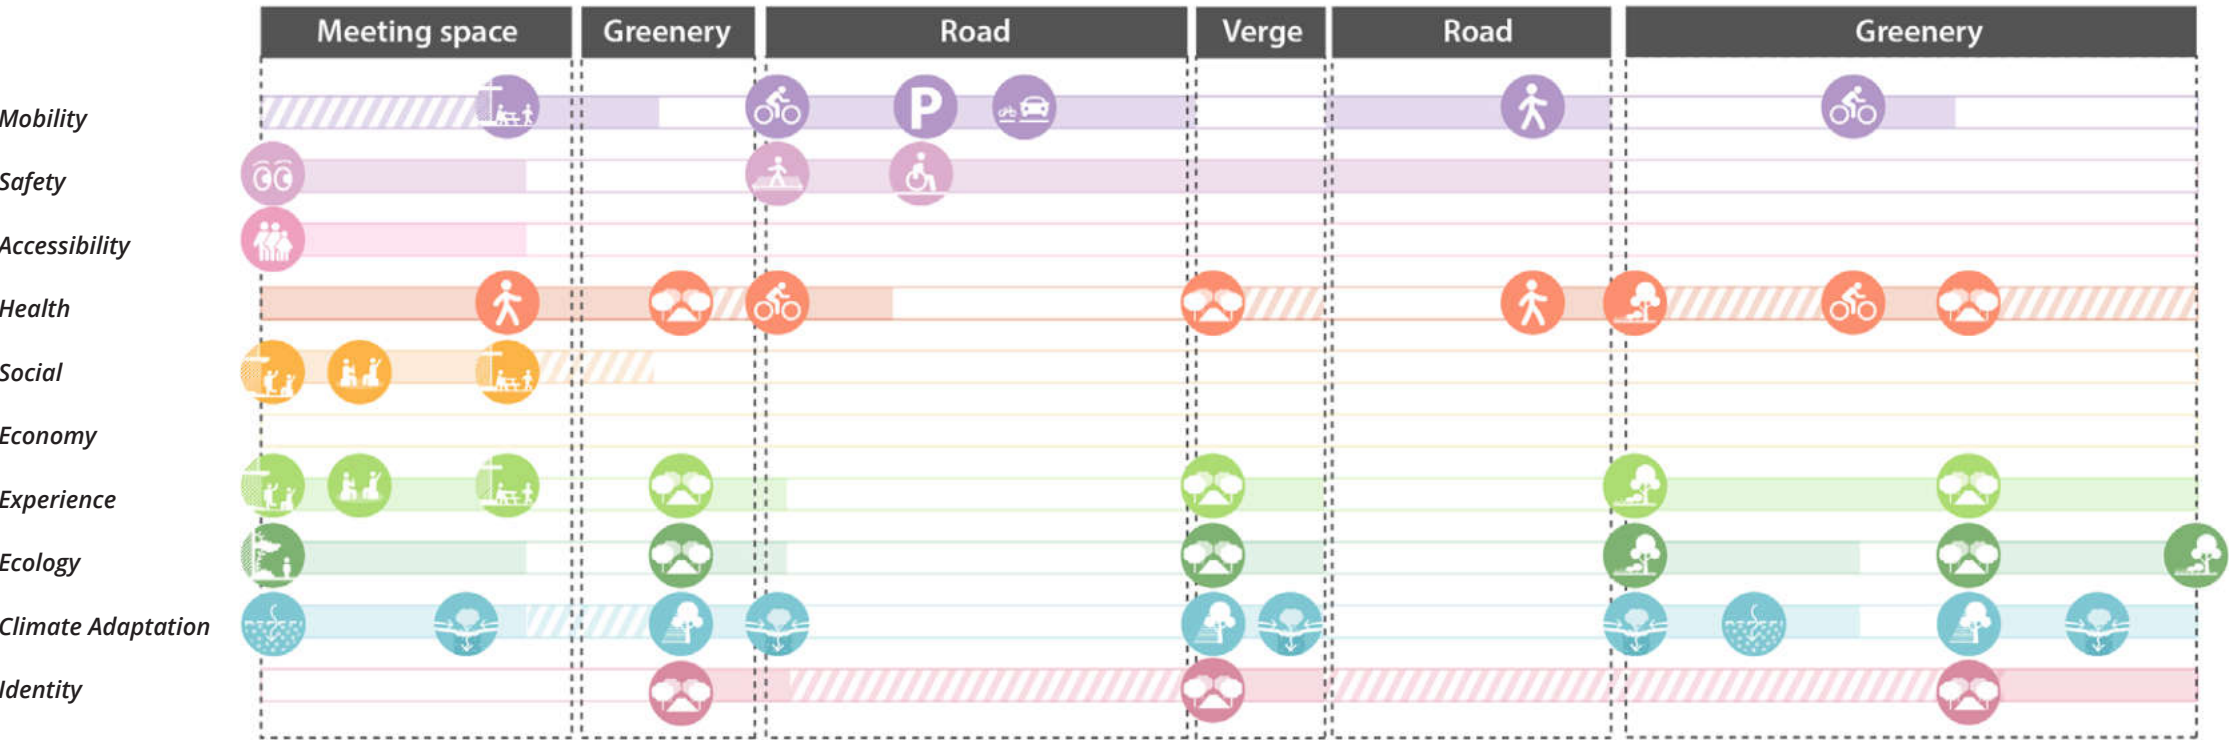 Meeting space Greenery Road Verge Road Greenery
Mobility
P
Safety
Accessibility
Health
Social
Economy
Experience
Ecology
Climate Adaptation
Identity